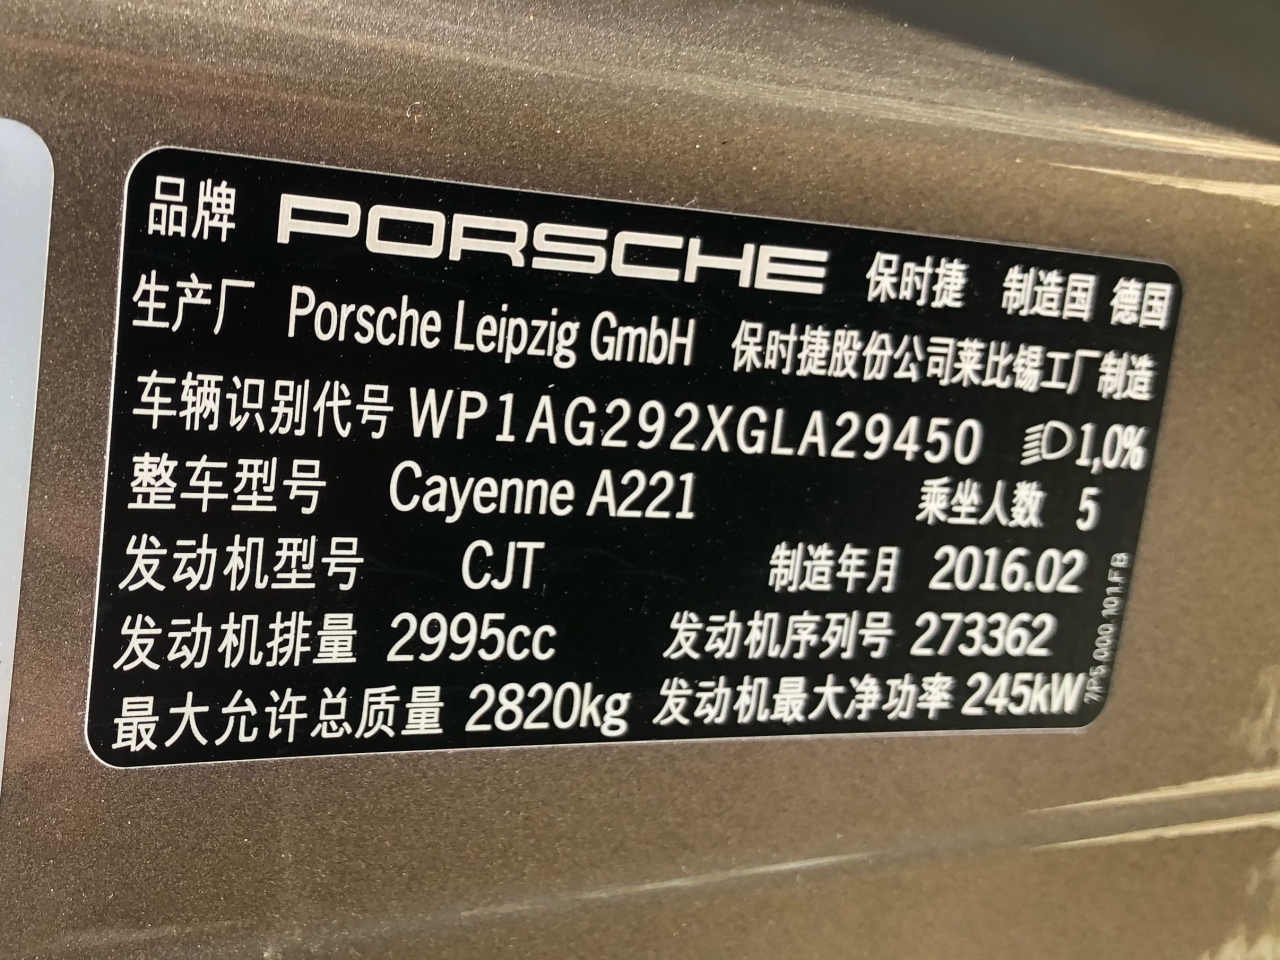 品牌 PORSCHE 保时捷 制造国 德国
生产厂 Porsche Leipzig GmbH 保时捷股份公司莱比锡工厂制造
车辆识别代号 WP1AG292XGLA29450 1,0%
整车型号 Cayenne A221 乘坐人数 5
发动机型号 CJT 制造年月 2016.02
发动机排量 2995cc 发动机序列号 273362
最大允许总质量 2820kg 发动机最大净功率 245kW
7P5.000.101.FB